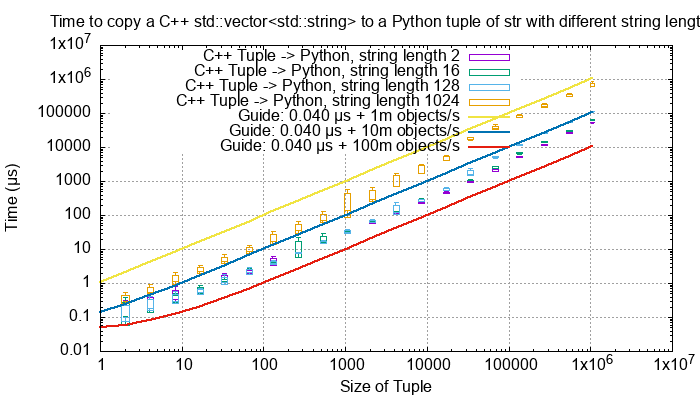 Time to copy a C++ std::vector<std::string> to a Python tuple of str with different string lengt
1x10^7
C++ Tuple -> Python, string length 2
1x10^6
C++ Tuple -> Python, string length 16
C++ Tuple -> Python, string length 128
C++ Tuple -> Python, string length 1024
100000
Guide: 0.040 µs + 1m objects/s
Guide: 0.040 µs + 10m objects/s
10000
Guide: 0.040 µs + 100m objects/s
1000
100
10
1
0.1
0.01
Time (µs)
1 10 100 1000 10000 100000 1x10^6 1x10^7
Size of Tuple